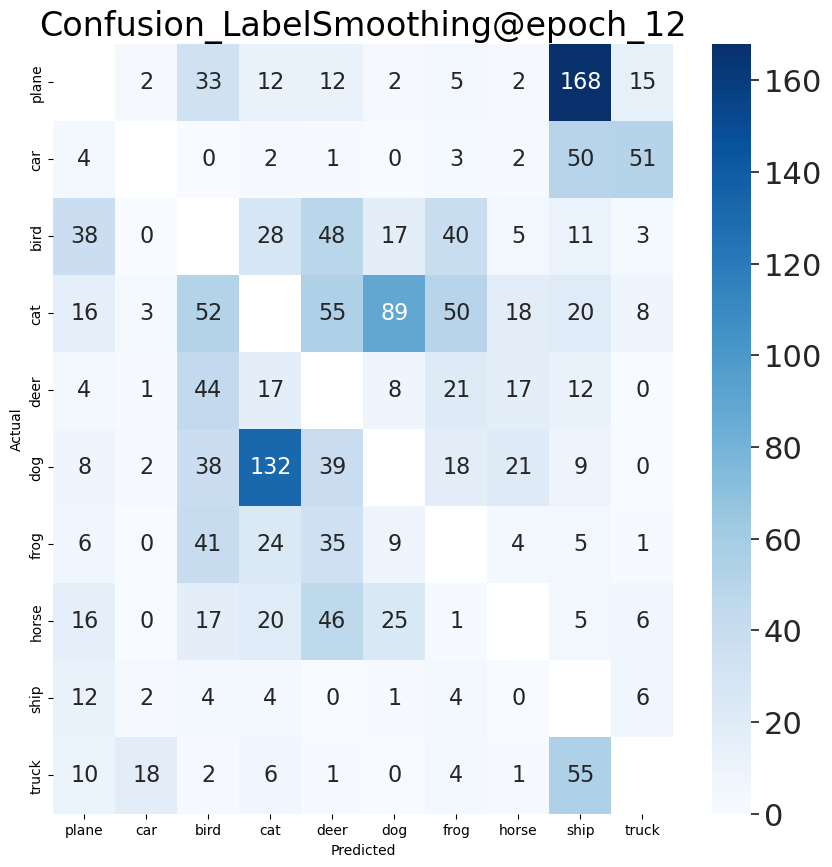 Confusion_LabelSmoothing@epoch_12
plane 2 33 12 12 2 5 2 168 15
car 4 0 2 1 0 3 2 50 51
bird 38 0 28 48 17 40 5 11 3
cat 16 3 52 55 89 50 18 20 8
deer 4 1 44 17 8 21 17 12 0
dog 8 2 38 132 39 18 21 9 0
frog 6 0 41 24 35 9 4 5 1
horse 16 0 17 20 46 25 1 5 6
ship 12 2 4 4 0 1 4 0 6
truck 10 18 2 6 1 0 4 1 55
plane car bird cat deer dog frog horse ship truck
Predicted
Actual
160
140
120
100
80
60
40
20
0